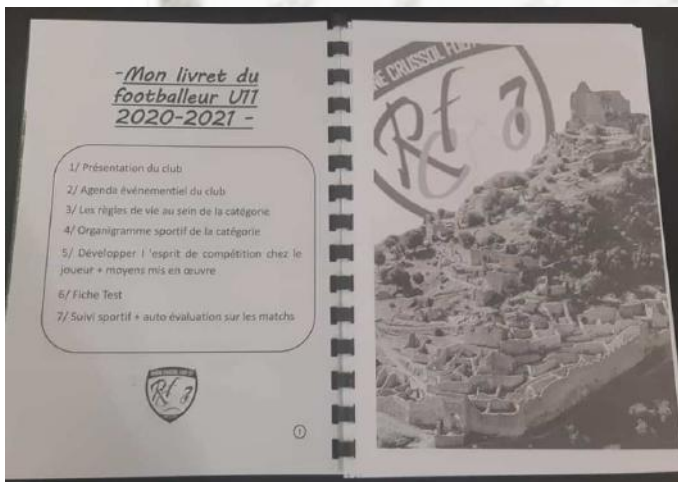 -Mon livret du
footballeur U11
2020-2021 -
1/ Présentation du club
2/ Agenda événementiel du club
3/ Les règles de vie au sein de la catégorie
4/ Organigramme sportif de la catégorie
5/ Développer l 'esprit de compétition chez le
joueur + moyens mis en œuvre
6/ Fiche Test
7/ Suivi sportif + auto évaluation sur les matchs
1
CRUSSOL